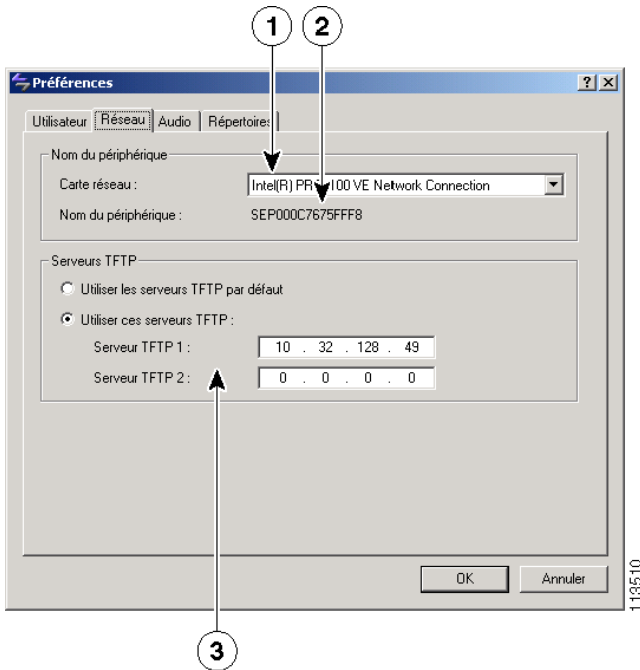 1 2
Préférences
Utilisateur Réseau Audio Répertoires
Nom du périphérique
Carte réseau : Intel(R) PRO/100 VE Network Connection
Nom du périphérique : SEP000C7675FFF8
Serveurs TFTP
Utiliser les serveurs TFTP par défaut
Utiliser ces serveurs TFTP :
Serveur TFTP 1 : 10 . 32 . 128 . 49
Serveur TFTP 2 : 0 . 0 . 0 . 0
OK Annuler
113510
3